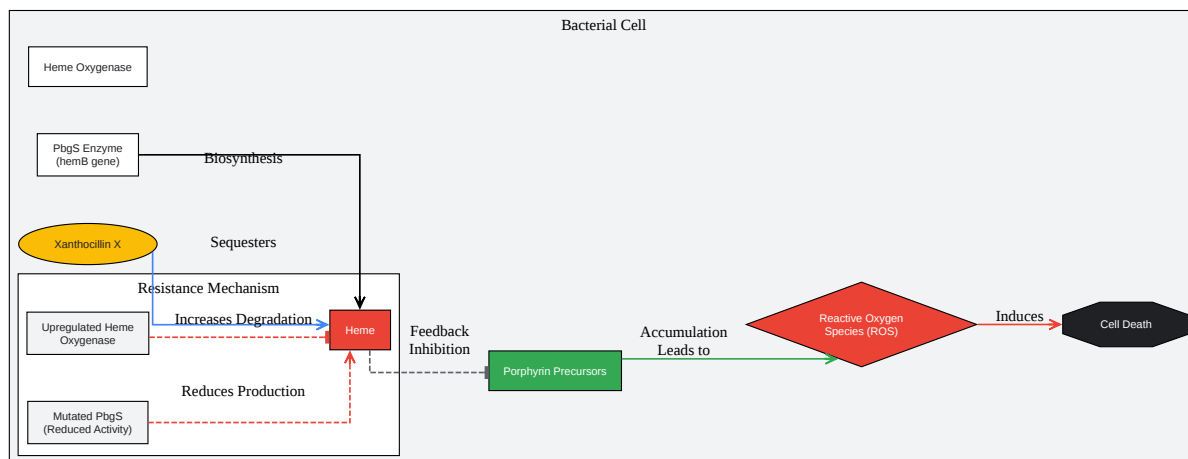 Bacterial Cell
Heme Oxygenase
PbgS Enzyme
(hemB gene)
Biosynthesis
Xanthocillin X
Sequesters
Resistance Mechanism
Upregulated Heme
Oxygenase
Increases Degradation
Heme
Feedback
Inhibition
Porphyrin Precursors
Accumulation
Leads to
Reactive Oxygen
Species (ROS)
Induces
Cell Death
Reduces Production
Mutated PbgS
(Reduced Activity)